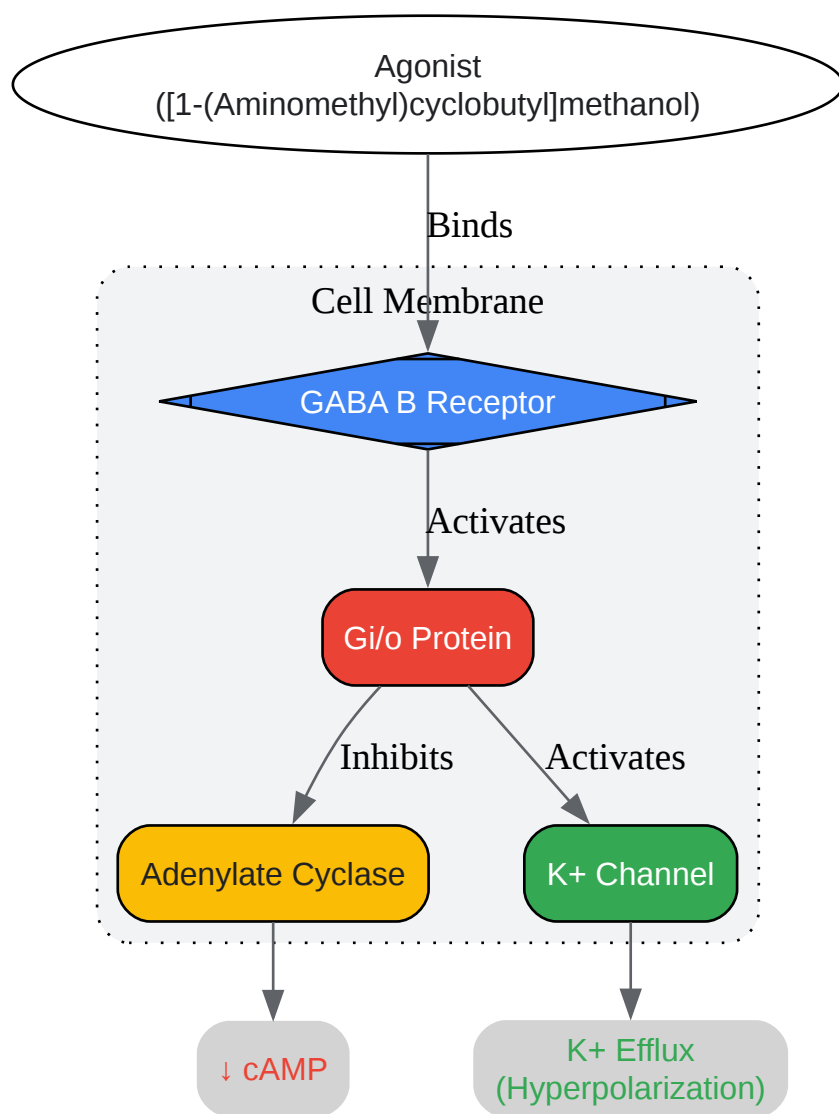 Agonist
([1-(Aminomethyl)cyclobutyl]methanol)
Binds
Cell Membrane
GABA B Receptor
Activates
Gi/o Protein
Inhibits
Activates
Adenylate Cyclase
K+ Channel
↓ cAMP
K+ Efflux
(Hyperpolarization)